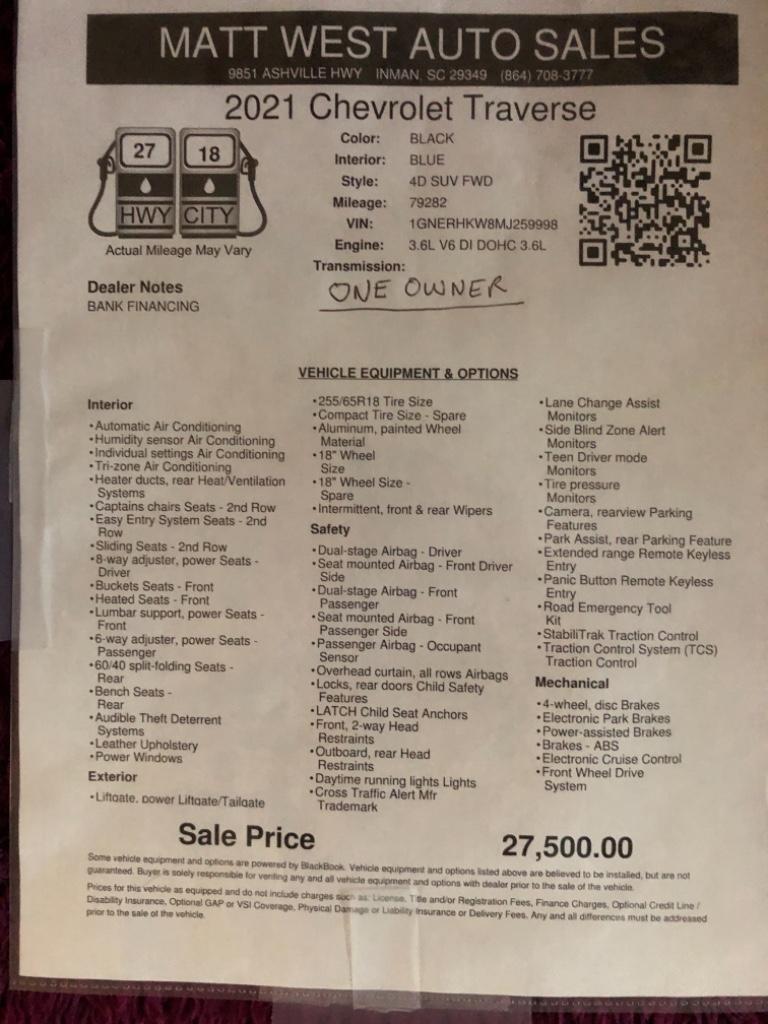 MATT WEST AUTO SALES
9851 ASHVILLE HWY INMAN, SC 29349 (864) 708-3777
2021 Chevrolet Traverse
27 HWY
18 CITY
Actual Mileage May Vary
Color: BLACK
Interior: BLUE
Style: 4D SUV FWD
Mileage: 79282
VIN: 1GNERHKW8MJ259998
Engine: 3.6L V6 DI DOHC 3.6L
Transmission:
ONE OWNER
Dealer Notes
BANK FINANCING
VEHICLE EQUIPMENT & OPTIONS
Interior
•Automatic Air Conditioning
•Humidity sensor Air Conditioning
•Individual settings Air Conditioning
•Tri-zone Air Conditioning
•Heater ducts, rear Heat/Ventilation
Systems
•Captains chairs Seats - 2nd Row
•Easy Entry System Seats - 2nd
Row
•Sliding Seats - 2nd Row
•8-way adjuster, power Seats -
Driver
•Buckets Seats - Front
•Heated Seats - Front
•Lumbar support, power Seats -
Front
•6-way adjuster, power Seats -
Passenger
•60/40 split-folding Seats -
Rear
•Bench Seats -
Rear
•Audible Theft Deterrent
Systems
•Leather Upholstery
•Power Windows
Exterior
•Liftgate, power Liftgate/Tailgate
•255/65R18 Tire Size
•Compact Tire Size - Spare
•Aluminum, painted Wheel
Material
•18" Wheel
Size
•18" Wheel Size -
Spare
•Intermittent, front & rear Wipers
Safety
•Dual-stage Airbag - Driver
•Seat mounted Airbag - Front Driver
Side
•Dual-stage Airbag - Front
Passenger
•Seat mounted Airbag - Front
Passenger Side
•Passenger Airbag - Occupant
Sensor
•Overhead curtain, all rows Airbags
•Locks, rear doors Child Safety
Features
•LATCH Child Seat Anchors
•Front, 2-way Head
Restraints
•Outboard, rear Head
Restraints
•Daytime running lights Lights
•Cross Traffic Alert Mfr
Trademark
•Lane Change Assist
Monitors
•Side Blind Zone Alert
Monitors
•Teen Driver mode
Monitors
•Tire pressure
Monitors
•Camera, rearview Parking
Features
•Park Assist, rear Parking Feature
•Extended range Remote Keyless
Entry
•Panic Button Remote Keyless
Entry
•Road Emergency Tool
Kit
•StabiliTrak Traction Control
•Traction Control System (TCS)
Traction Control
Mechanical
•4-wheel, disc Brakes
•Electronic Park Brakes
•Power-assisted Brakes
•Brakes - ABS
•Electronic Cruise Control
•Front Wheel Drive
System
Sale Price 27,500.00
Some vehicle equipment and options are powered by BlackBook. Vehicle equipment and options listed above are believed to be installed, but are not
guaranteed. Buyer is solely responsible for verifing any and all vehicle equipment and options with dealer prior to the sale of the vehicle.
Prices for this vehicle as equipped and do not include charges such as: License, Title and/or Registration Fees, Finance Charges, Optional Credit Line /
Disability Insurance, Optional GAP or VSI Coverage, Physical Damage or Liability Insurance or Delivery Fees. Any and all differences must be addressed
prior to the sale of the vehicle.